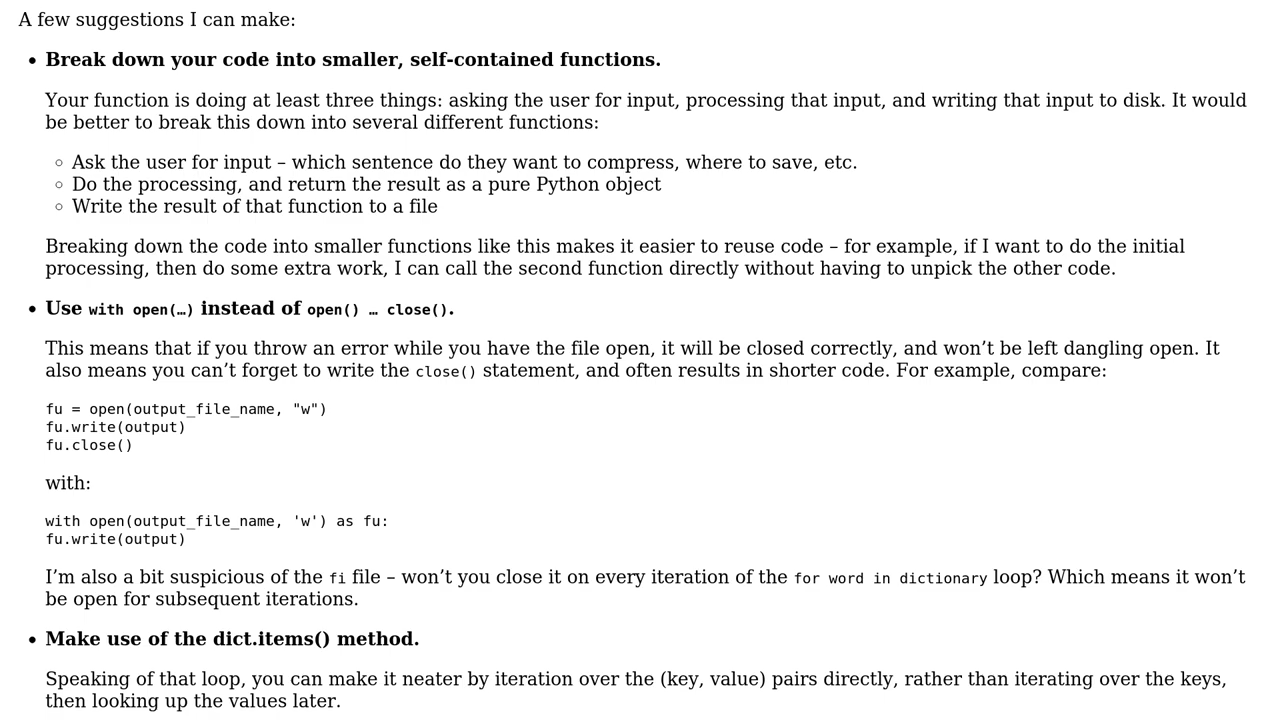 A few suggestions I can make:
• Break down your code into smaller, self-contained functions.
Your function is doing at least three things: asking the user for input, processing that input, and writing that input to disk. It would
be better to break this down into several different functions:
◦ Ask the user for input – which sentence do they want to compress, where to save, etc.
◦ Do the processing, and return the result as a pure Python object
◦ Write the result of that function to a file
Breaking down the code into smaller functions like this makes it easier to reuse code – for example, if I want to do the initial
processing, then do some extra work, I can call the second function directly without having to unpick the other code.
• Use with open(…) instead of open() … close().
This means that if you throw an error while you have the file open, it will be closed correctly, and won’t be left dangling open. It
also means you can’t forget to write the close() statement, and often results in shorter code. For example, compare:
fu = open(output_file_name, "w")
fu.write(output)
fu.close()
with:
with open(output_file_name, 'w') as fu:
fu.write(output)
I’m also a bit suspicious of the fi file – won’t you close it on every iteration of the for word in dictionary loop? Which means it won’t
be open for subsequent iterations.
• Make use of the dict.items() method.
Speaking of that loop, you can make it neater by iteration over the (key, value) pairs directly, rather than iterating over the keys,
then looking up the values later.